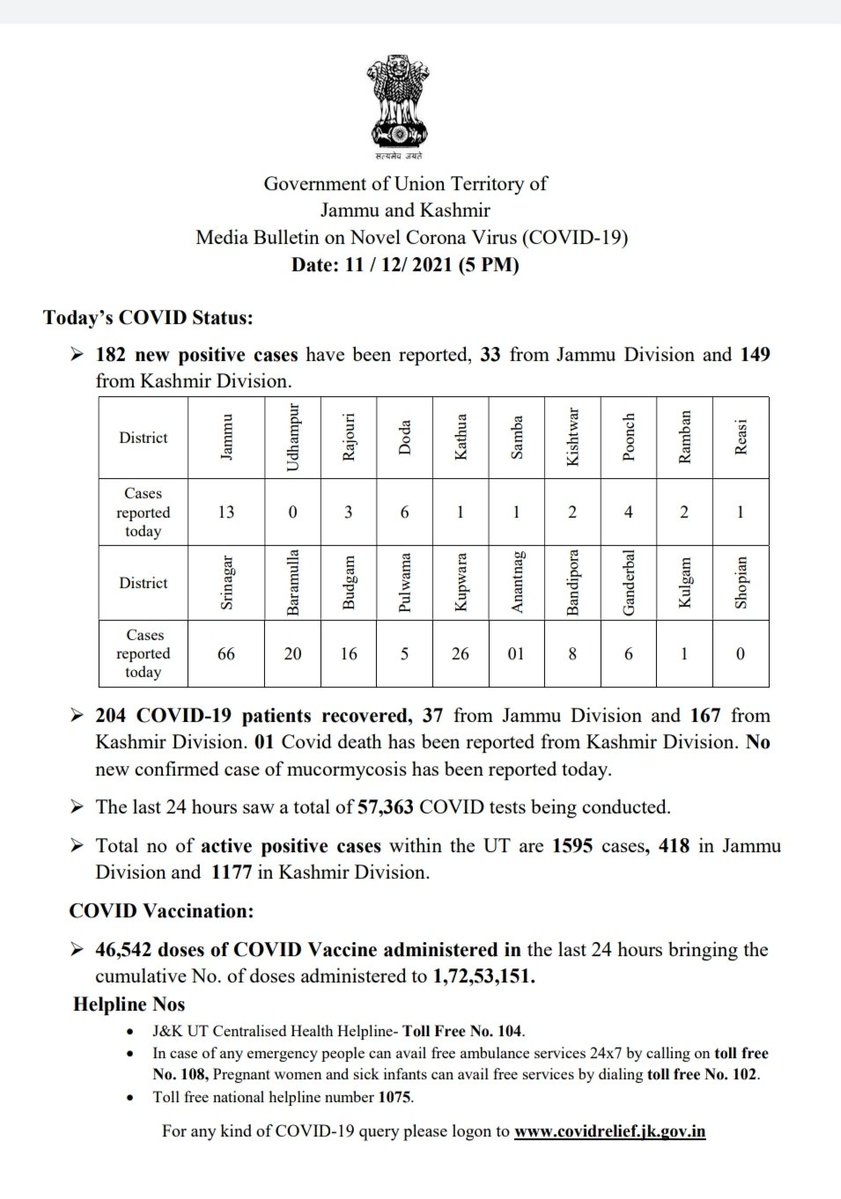 सत्यमेव जयते
Government of Union Territory of
Jammu and Kashmir
Media Bulletin on Novel Corona Virus (COVID-19)
Date: 11 / 12/ 2021 (5 PM)
Today’s COVID Status:
➢ 182 new positive cases have been reported, 33 from Jammu Division and 149
from Kashmir Division.
District Jammu Udhampur Rajouri Doda Kathua Samba Kishtwar Poonch Ramban Reasi
Cases
reported
today 13 0 3 6 1 1 2 4 2 1
District Srinagar Baramulla Budgam Pulwama Kupwara Anantnag Bandipora Ganderbal Kulgam Shopian
Cases
reported
today 66 20 16 5 26 01 8 6 1 0
➢ 204 COVID-19 patients recovered, 37 from Jammu Division and 167 from
Kashmir Division. 01 Covid death has been reported from Kashmir Division. No
new confirmed case of mucormycosis has been reported today.
➢ The last 24 hours saw a total of 57,363 COVID tests being conducted.
➢ Total no of active positive cases within the UT are 1595 cases, 418 in Jammu
Division and 1177 in Kashmir Division.
COVID Vaccination:
➢ 46,542 doses of COVID Vaccine administered in the last 24 hours bringing the
cumulative No. of doses administered to 1,72,53,151.
Helpline Nos
• J&K UT Centralised Health Helpline- Toll Free No. 104.
• In case of any emergency people can avail free ambulance services 24x7 by calling on toll free
No. 108, Pregnant women and sick infants can avail free services by dialing toll free No. 102.
• Toll free national helpline number 1075.
For any kind of COVID-19 query please logon to www.covidrelief.jk.gov.in